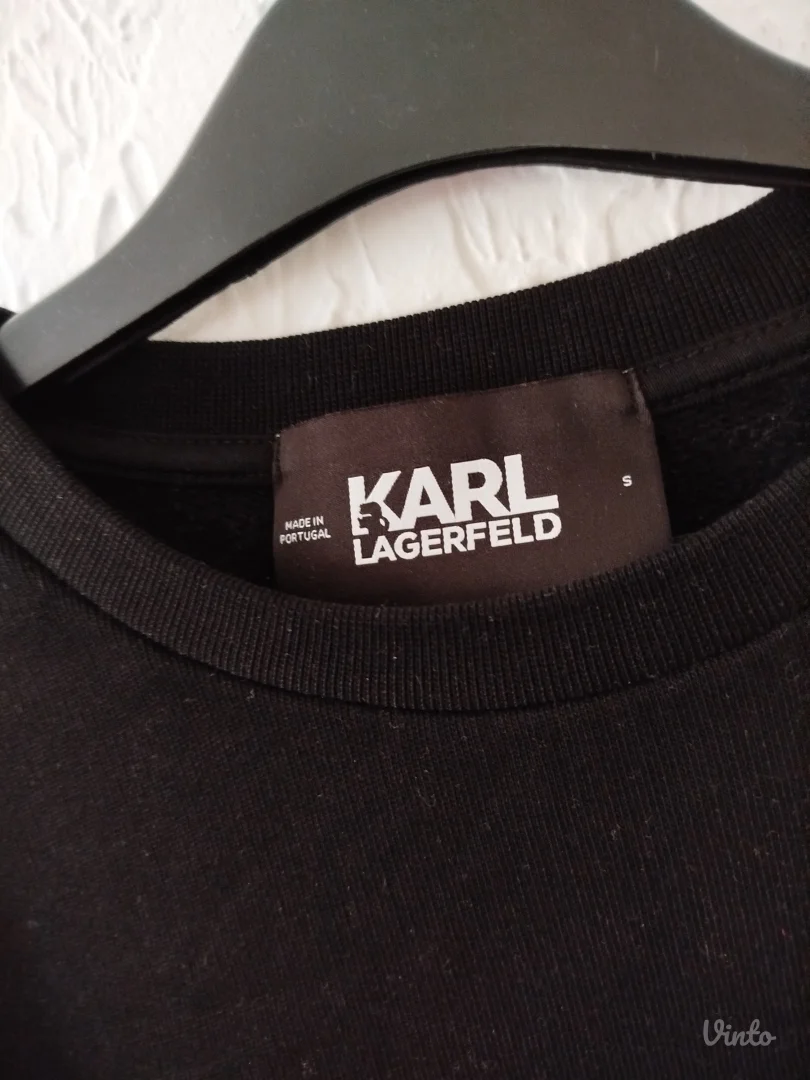 MADE IN
PORTUGAL
KARL
LAGERFELD
S
Vinto